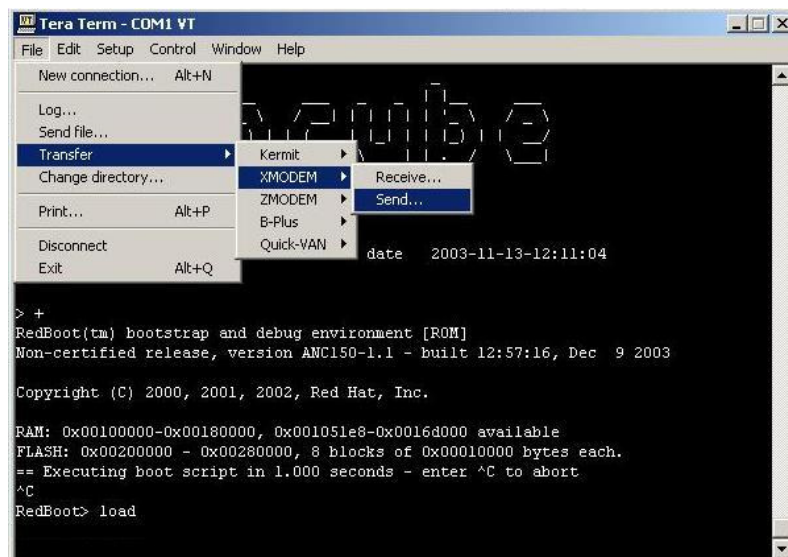 Tera Term - COM1 VT
File Edit Setup Control Window Help
New connection... Alt+N
Log...
Send file...
Transfer
Change directory...
Print... Alt+P
Disconnect
Exit Alt+Q
Kermit
XMODEM
ZMODEM
B-Plus
Quick-VAN
Receive...
Send...
date 2003-11-13-12:11:04
> +
RedBoot(tm) bootstrap and debug environment [ROM]
Non-certified release, version ANC150-1.1 - built 12:57:16, Dec 9 2003
Copyright (C) 2000, 2001, 2002, Red Hat, Inc.
RAM: 0x00100000-0x00180000, 0x001051e8-0x0016d000 available
FLASH: 0x00200000 - 0x00280000, 8 blocks of 0x00010000 bytes each.
== Executing boot script in 1.000 seconds - enter ^C to abort
^C
RedBoot> load